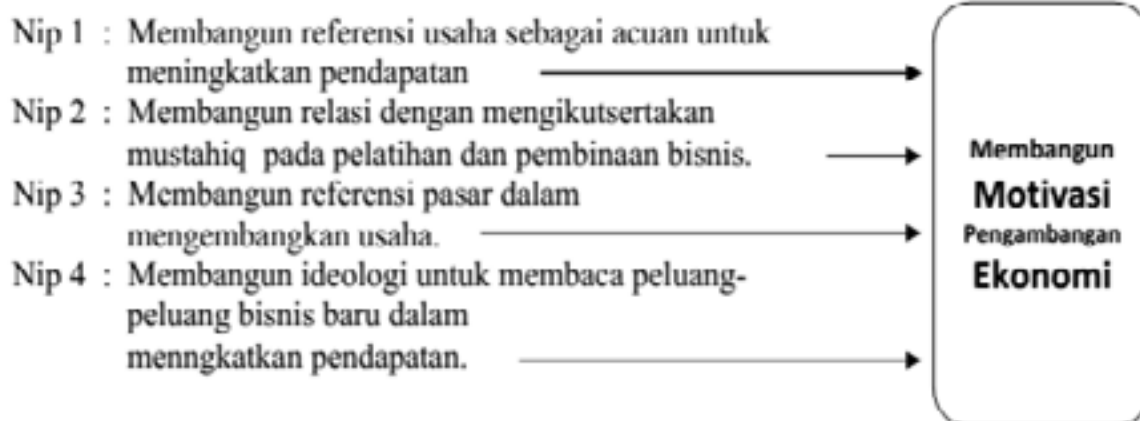 Nip 1 : Membangun referensi usaha sebagai acuan untuk
meningkatkan pendapatan
Nip 2 : Membangun relasi dengan mengikutsertakan
mustahiq pada pelatihan dan pembinaan bisnis.
Nip 3 : Membangun referensi pasar dalam
mengembangkan usaha.
Nip 4 : Membangun ideologi untuk membaca peluang-
peluang bisnis baru dalam
menngkatkan pendapatan.
Membangun
Motivasi
Pengambangan
Ekonomi